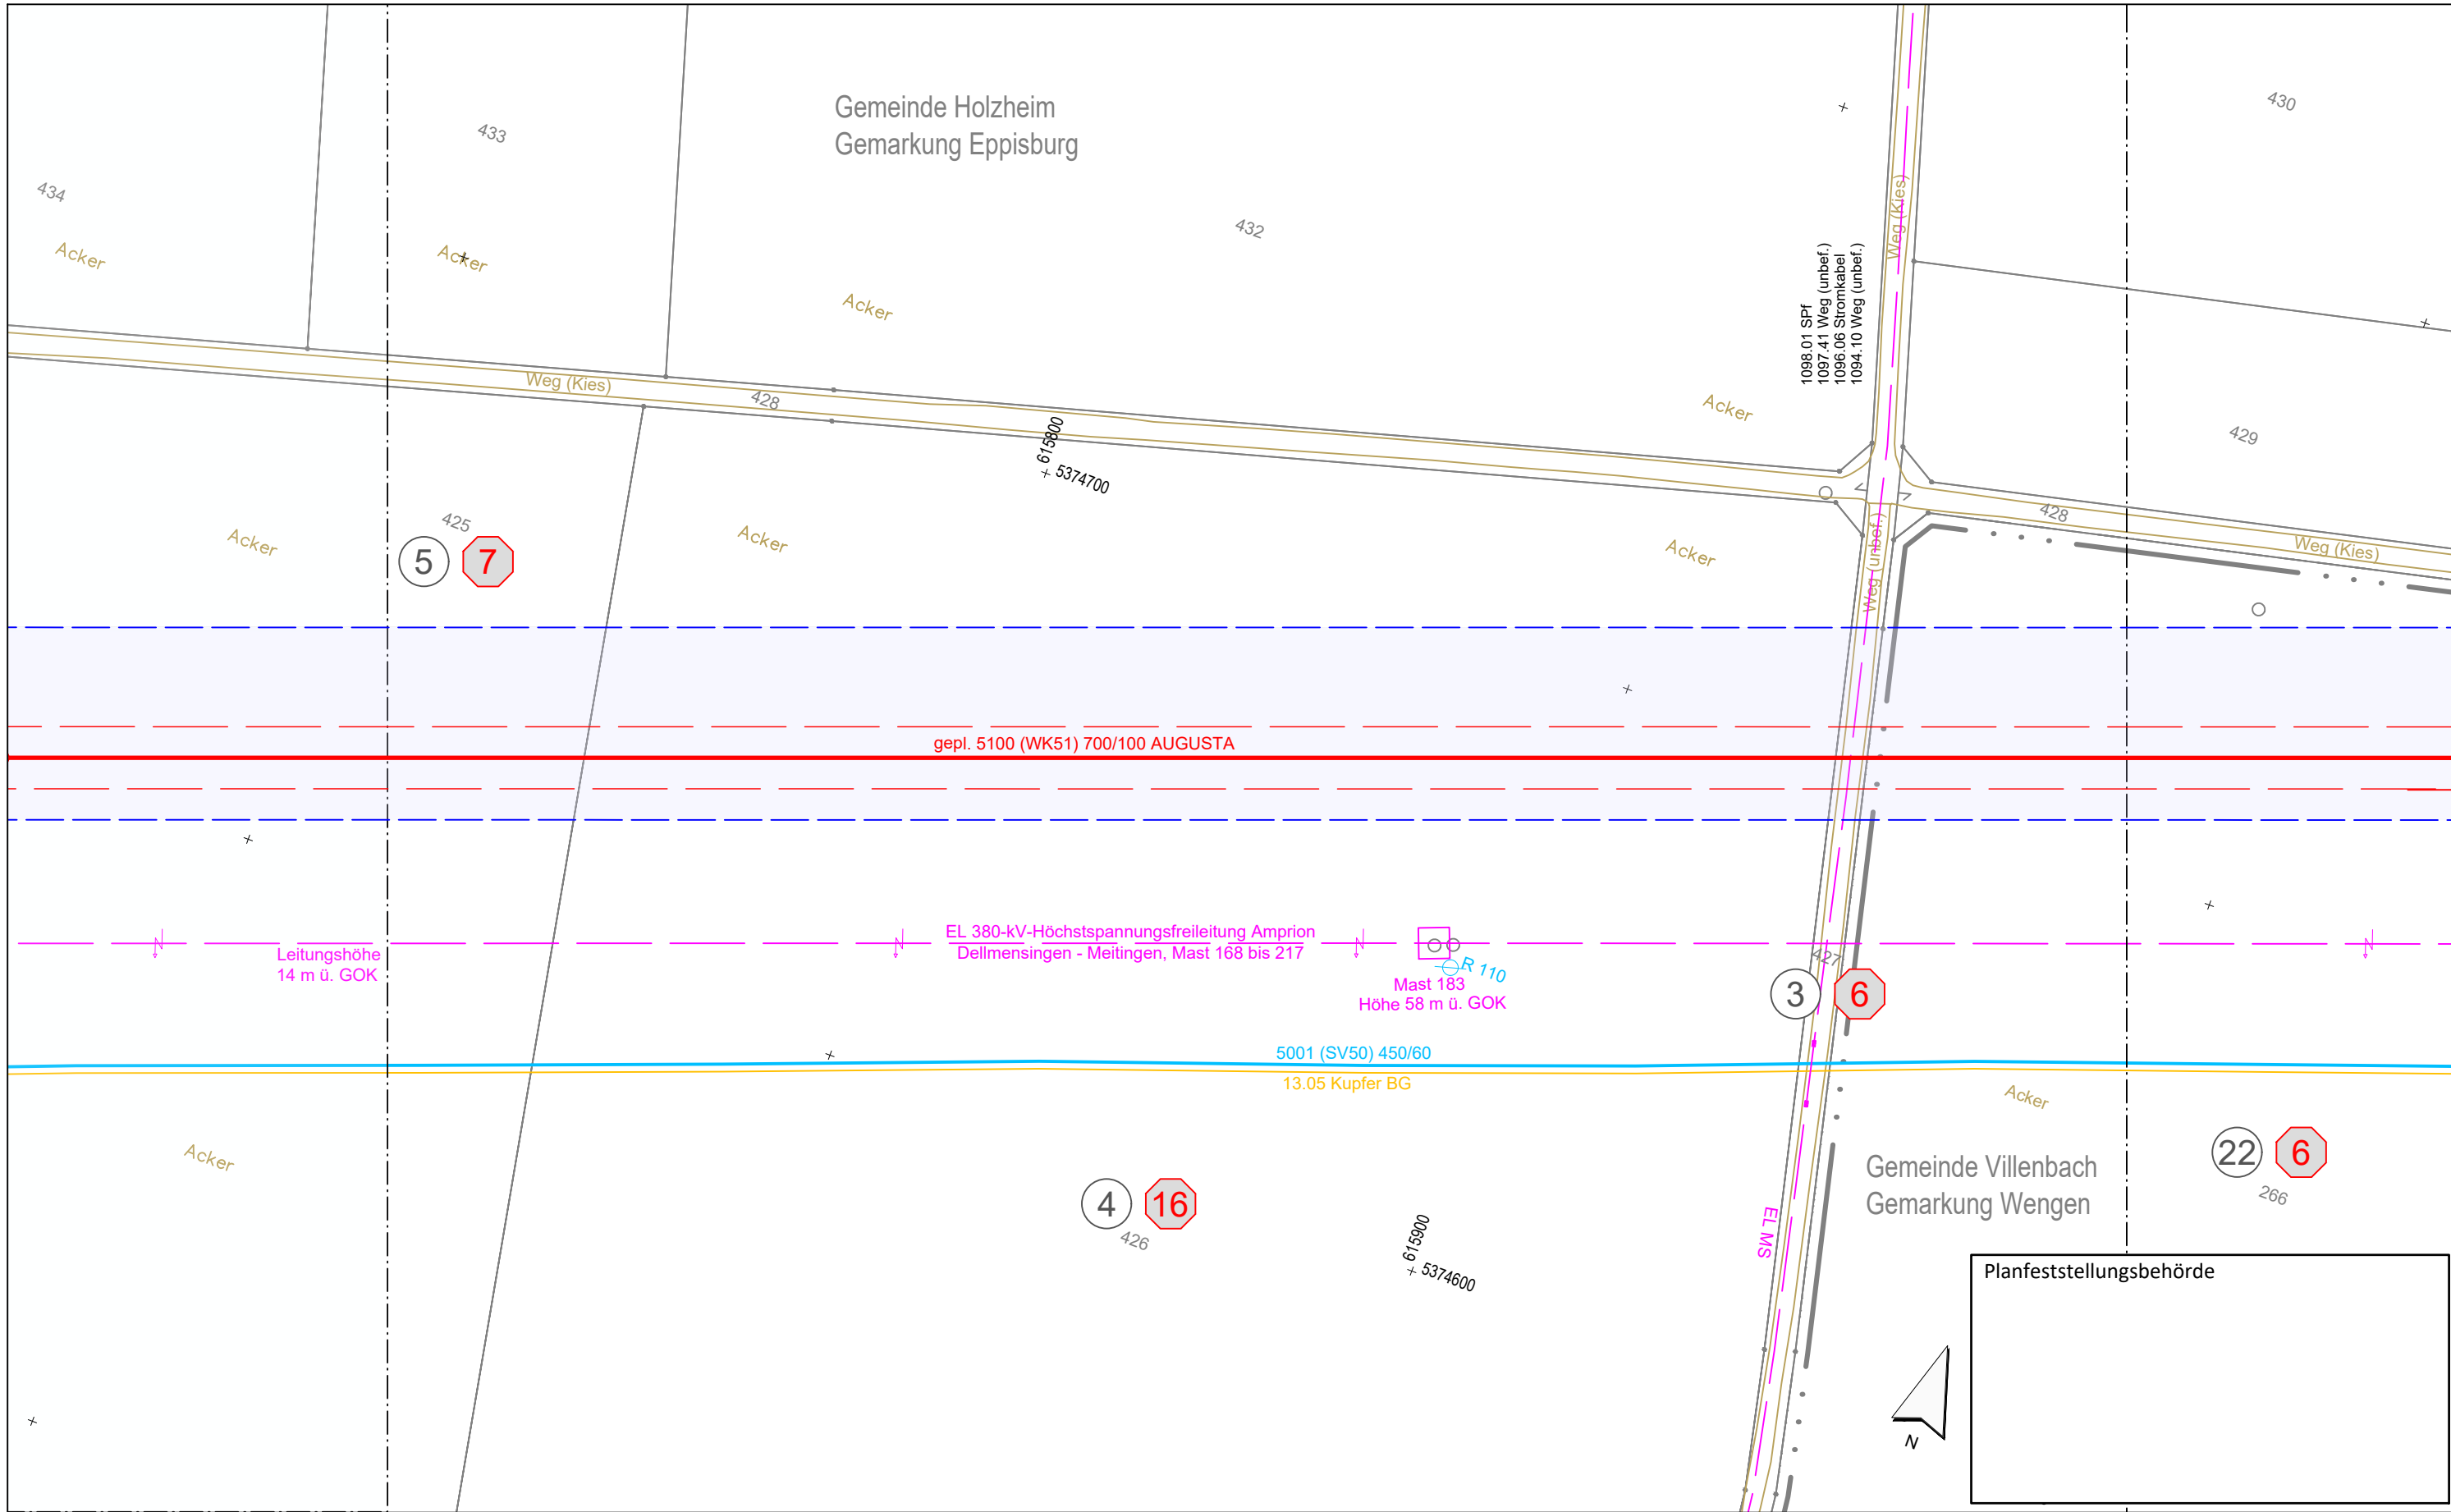 Gemeinde Holzheim
Gemarkung Eppisburg
430
433
434
432
Acker
Acker
Acker
Weg (Kies)
1098.01 SPf
1097.41 Weg (unbef.)
1096.06 Stromkabel
1094.10 Weg (unbef.)
Weg (Kies)
428
Acker
429
615800
5374700
425
Acker
5
7
Acker
Acker
Weg (unbef.)
428
Weg (Kies)
gepl. 5100 (WK51) 700/100 AUGUSTA
EL 380-kV-Höchstspannungsfreileitung Amprion
Dellmensingen - Meitingen, Mast 168 bis 217
Leitungshöhe
14 m ü. GOK
N
N
N
N
R 110
Mast 183
Höhe 58 m ü. GOK
427
3
6
5001 (SV50) 450/60
13.05 Kupfer BG
Acker
Acker
Gemeinde Villenbach
Gemarkung Wengen
22
6
266
4
16
426
EL MS
615900
5374600
Planfeststellungsbehörde
N